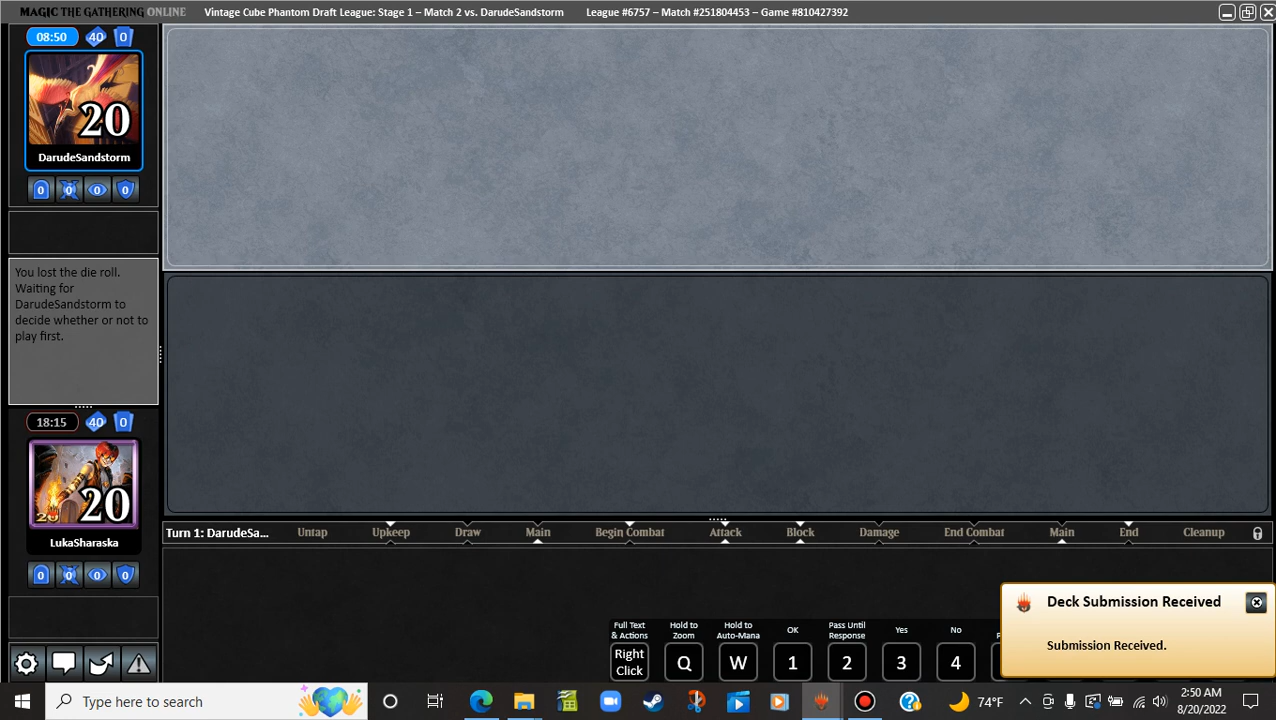 MAGIC THE GATHERING ONLINE
Vintage Cube Phantom Draft League: Stage 1 – Match 2 vs. DarudeSandstorm
League #6757 – Match #251804453 – Game #810427392
08:50
40
0
20
DarudeSandstorm
0
0
0
0
You lost the die roll.
Waiting for
DarudeSandstorm to
decide whether or not to
play first.
18:15
40
0
20
LukaSharaska
0
0
0
0
Turn 1: DarudeSa...
Untap
Upkeep
Draw
Main
Begin Combat
Attack
Block
Damage
End Combat
Main
End
Cleanup
Full Text
& Actions
Right
Click
Hold to
Zoom
Q
Hold to
Auto-Mana
W
OK
1
Pass Until
Response
2
Yes
3
No
4
Deck Submission Received
Submission Received.
Type here to search
74°F
2:50 AM
8/20/2022